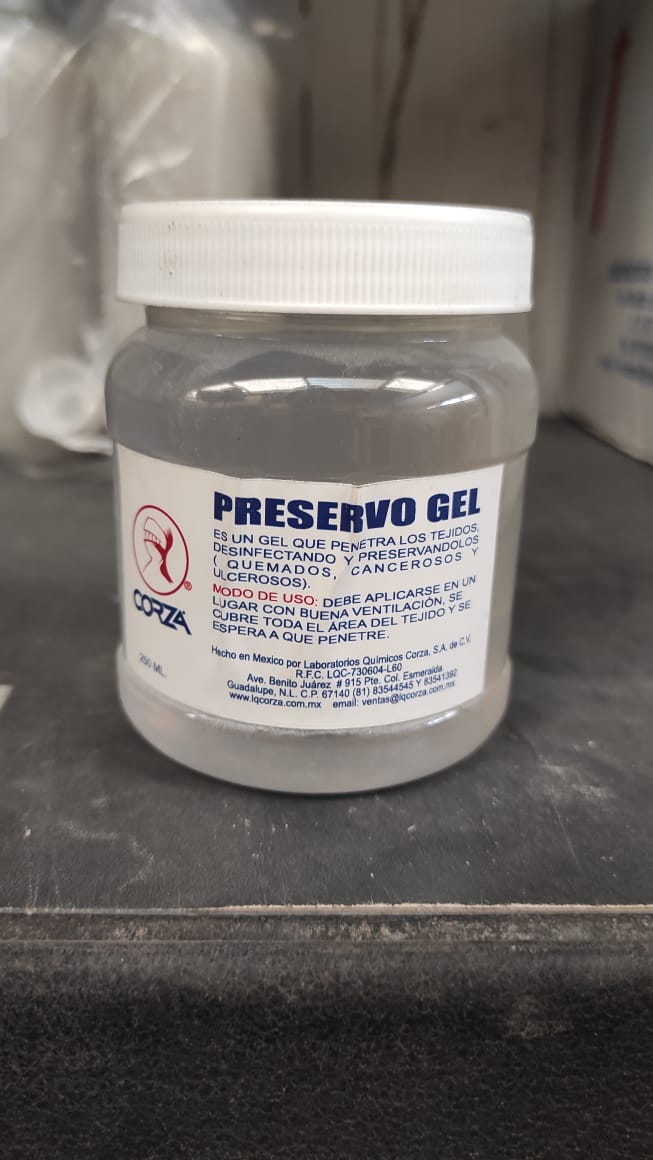 PRESERVO GEL
ES UN GEL QUE PENETRA LOS TEJIDOS,
DESINFECTANDO Y PRESERVANDOLOS
( QUEMADOS, CANCEROSOS Y
ULCEROSOS).
MODO DE USO: DEBE APLICARSE EN UN
LUGAR CON BUENA VENTILACIÓN, SE
CUBRE TODA EL ÁREA DEL TEJIDO Y SE
ESPERA A QUE PENETRE.
®
CORZA
250 ML.
Hecho en Mexico por Laboratorios Químicos Corza, S.A. de C.V.
R.F.C. LQC-730604-L60
Ave. Benito Juárez # 915 Pte. Col. Esmeralda
Guadalupe, N.L. C.P. 67140 (81) 83544545 Y 83541392
www.lqcorza.com.mx email: ventas@lqcorza.com.mx